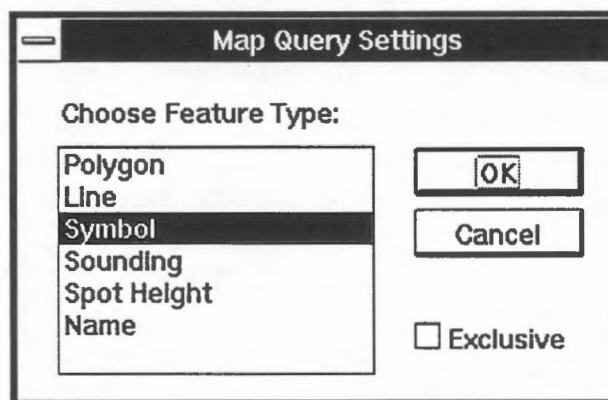 Map Query Settings
Choose Feature Type:
Polygon
Line
Symbol
Sounding
Spot Height
Name
OK
Cancel
Exclusive